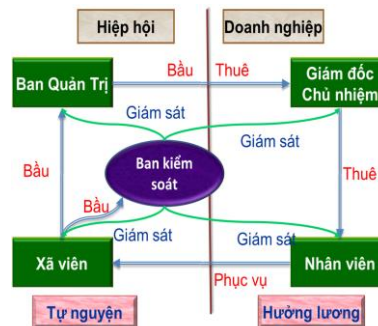 Hiệp hội
Doanh nghiệp
Ban Quản Trị
Bầu
Thuê
Giám đốc
Chủ nhiệm
Giám sát
Giám sát
Bầu
Ban kiểm
soát
Thuê
Bầu
Giám sát
Giám sát
Xã viên
Nhân viên
Phục vụ
Tự nguyện
Hưởng lương